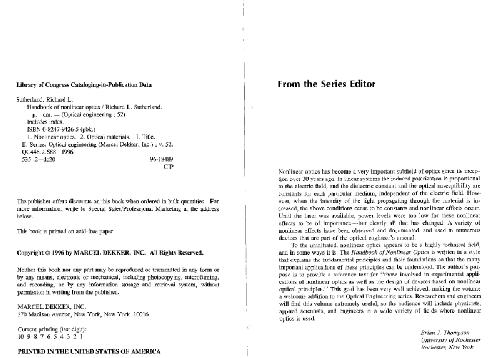 Library of Congress Cataloging-in-Publication Data
Sutherland, Richard L.
Handbook of nonlinear optics / Richard L. Sutherland.
p. cm. — (Optical engineering ; 52)
Includes index.
ISBN 0-8247-9426-5 (pbk.)
1. Nonlinear optics. 2. Optical materials. I. Title.
II. Series: Optical engineering (Marcel Dekker, Inc.) ; v. 52.
1996
CIP
The publisher offers discounts on this book when ordered in bulk quantities. For
more information, write to Special Sales/Professional Marketing at the address
below.
This book is printed on acid-free paper.
Copyright © 1996 by MARCEL DEKKER, INC. All Rights Reserved.
Neither this book nor any part may be reproduced or transmitted in any form or
by any means, electronic or mechanical, including photocopying, microfilming,
and recording, or by any information storage and retrieval system, without
permission in writing from the publisher.
MARCEL DEKKER, INC.
270 Madison Avenue, New York, New York 10016
Current printing (last digit):
10 9 8 7 6 5 4 3 2 1
PRINTED IN THE UNITED STATES OF AMERICA
From the Series Editor
Nonlinear optics has become a very important subfield of optics since its incep-
tion over 30 years ago. In linear systems the induced polarization is proportional
to the electric field, and the dielectric constant and the optical susceptibility are
constants for each particular medium, independent of the electric field. How-
ever, when the intensity of the light propagating through the material is in-
creased, the above conditions cease to be constants and nonlinear effects occur.
Until the laser was available, power levels were too low for these nonlinear
effects to be of importance—but clearly all this has changed. A variety of
nonlinear effects have been observed and documented, and used in numerous
devices that are part of the optical engineer's arsenal.
To the uninitiated, nonlinear optics appears to be a highly technical field,
and in some ways it is. The Handbook of Nonlinear Optics is written in a style
that explains the fundamental principles and their foundations so that the many
important applications of these principles can be understood. The author's pur-
pose is to provide a reference text for "those involved in experimental appli-
cations of nonlinear optics as well as the design of devices based on nonlinear
optical principles." This goal has been very well achieved, making the volume
a welcome addition to the Optical Engineering series. Researchers and engineers
will find this volume extremely useful, so the audience will include physicists,
applied scientists, and engineers in a wide variety of fields where nonlinear
optics is used.
Brian J. Thompson
University of Rochester
Rochester, New York